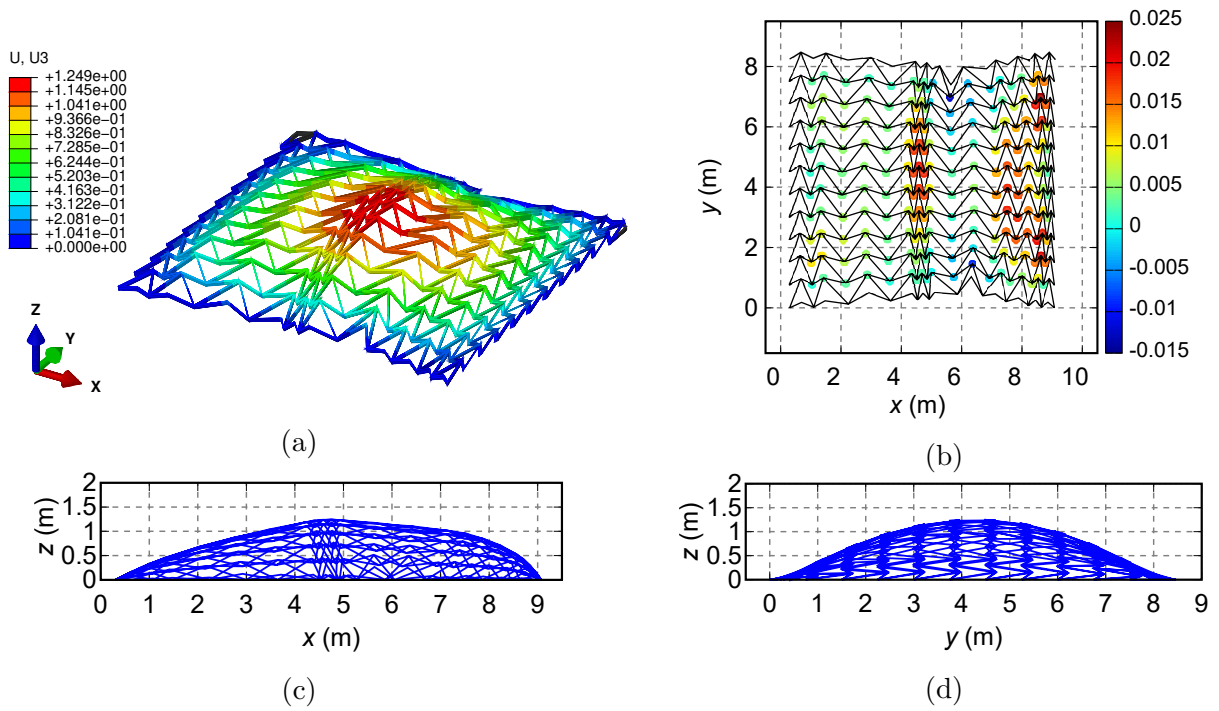 U, U3
+1.249e+00
+1.145e+00
+1.041e+00
+9.366e-01
+8.326e-01
+7.285e-01
+6.244e-01
+5.203e-01
+4.163e-01
+3.122e-01
+2.081e-01
+1.041e-01
+0.000e+00
Z
Y
X
(a)
y (m)
8
6
4
2
0
0 2 4 6 8 10
x (m)
0.025
0.02
0.015
0.01
0.005
0
-0.005
-0.01
-0.015
(b)
z (m)
2
1.5
1
0.5
0
0 1 2 3 4 5 6 7 8 9
x (m)
(c)
z (m)
2
1.5
1
0.5
0
0 1 2 3 4 5 6 7 8 9
y (m)
(d)